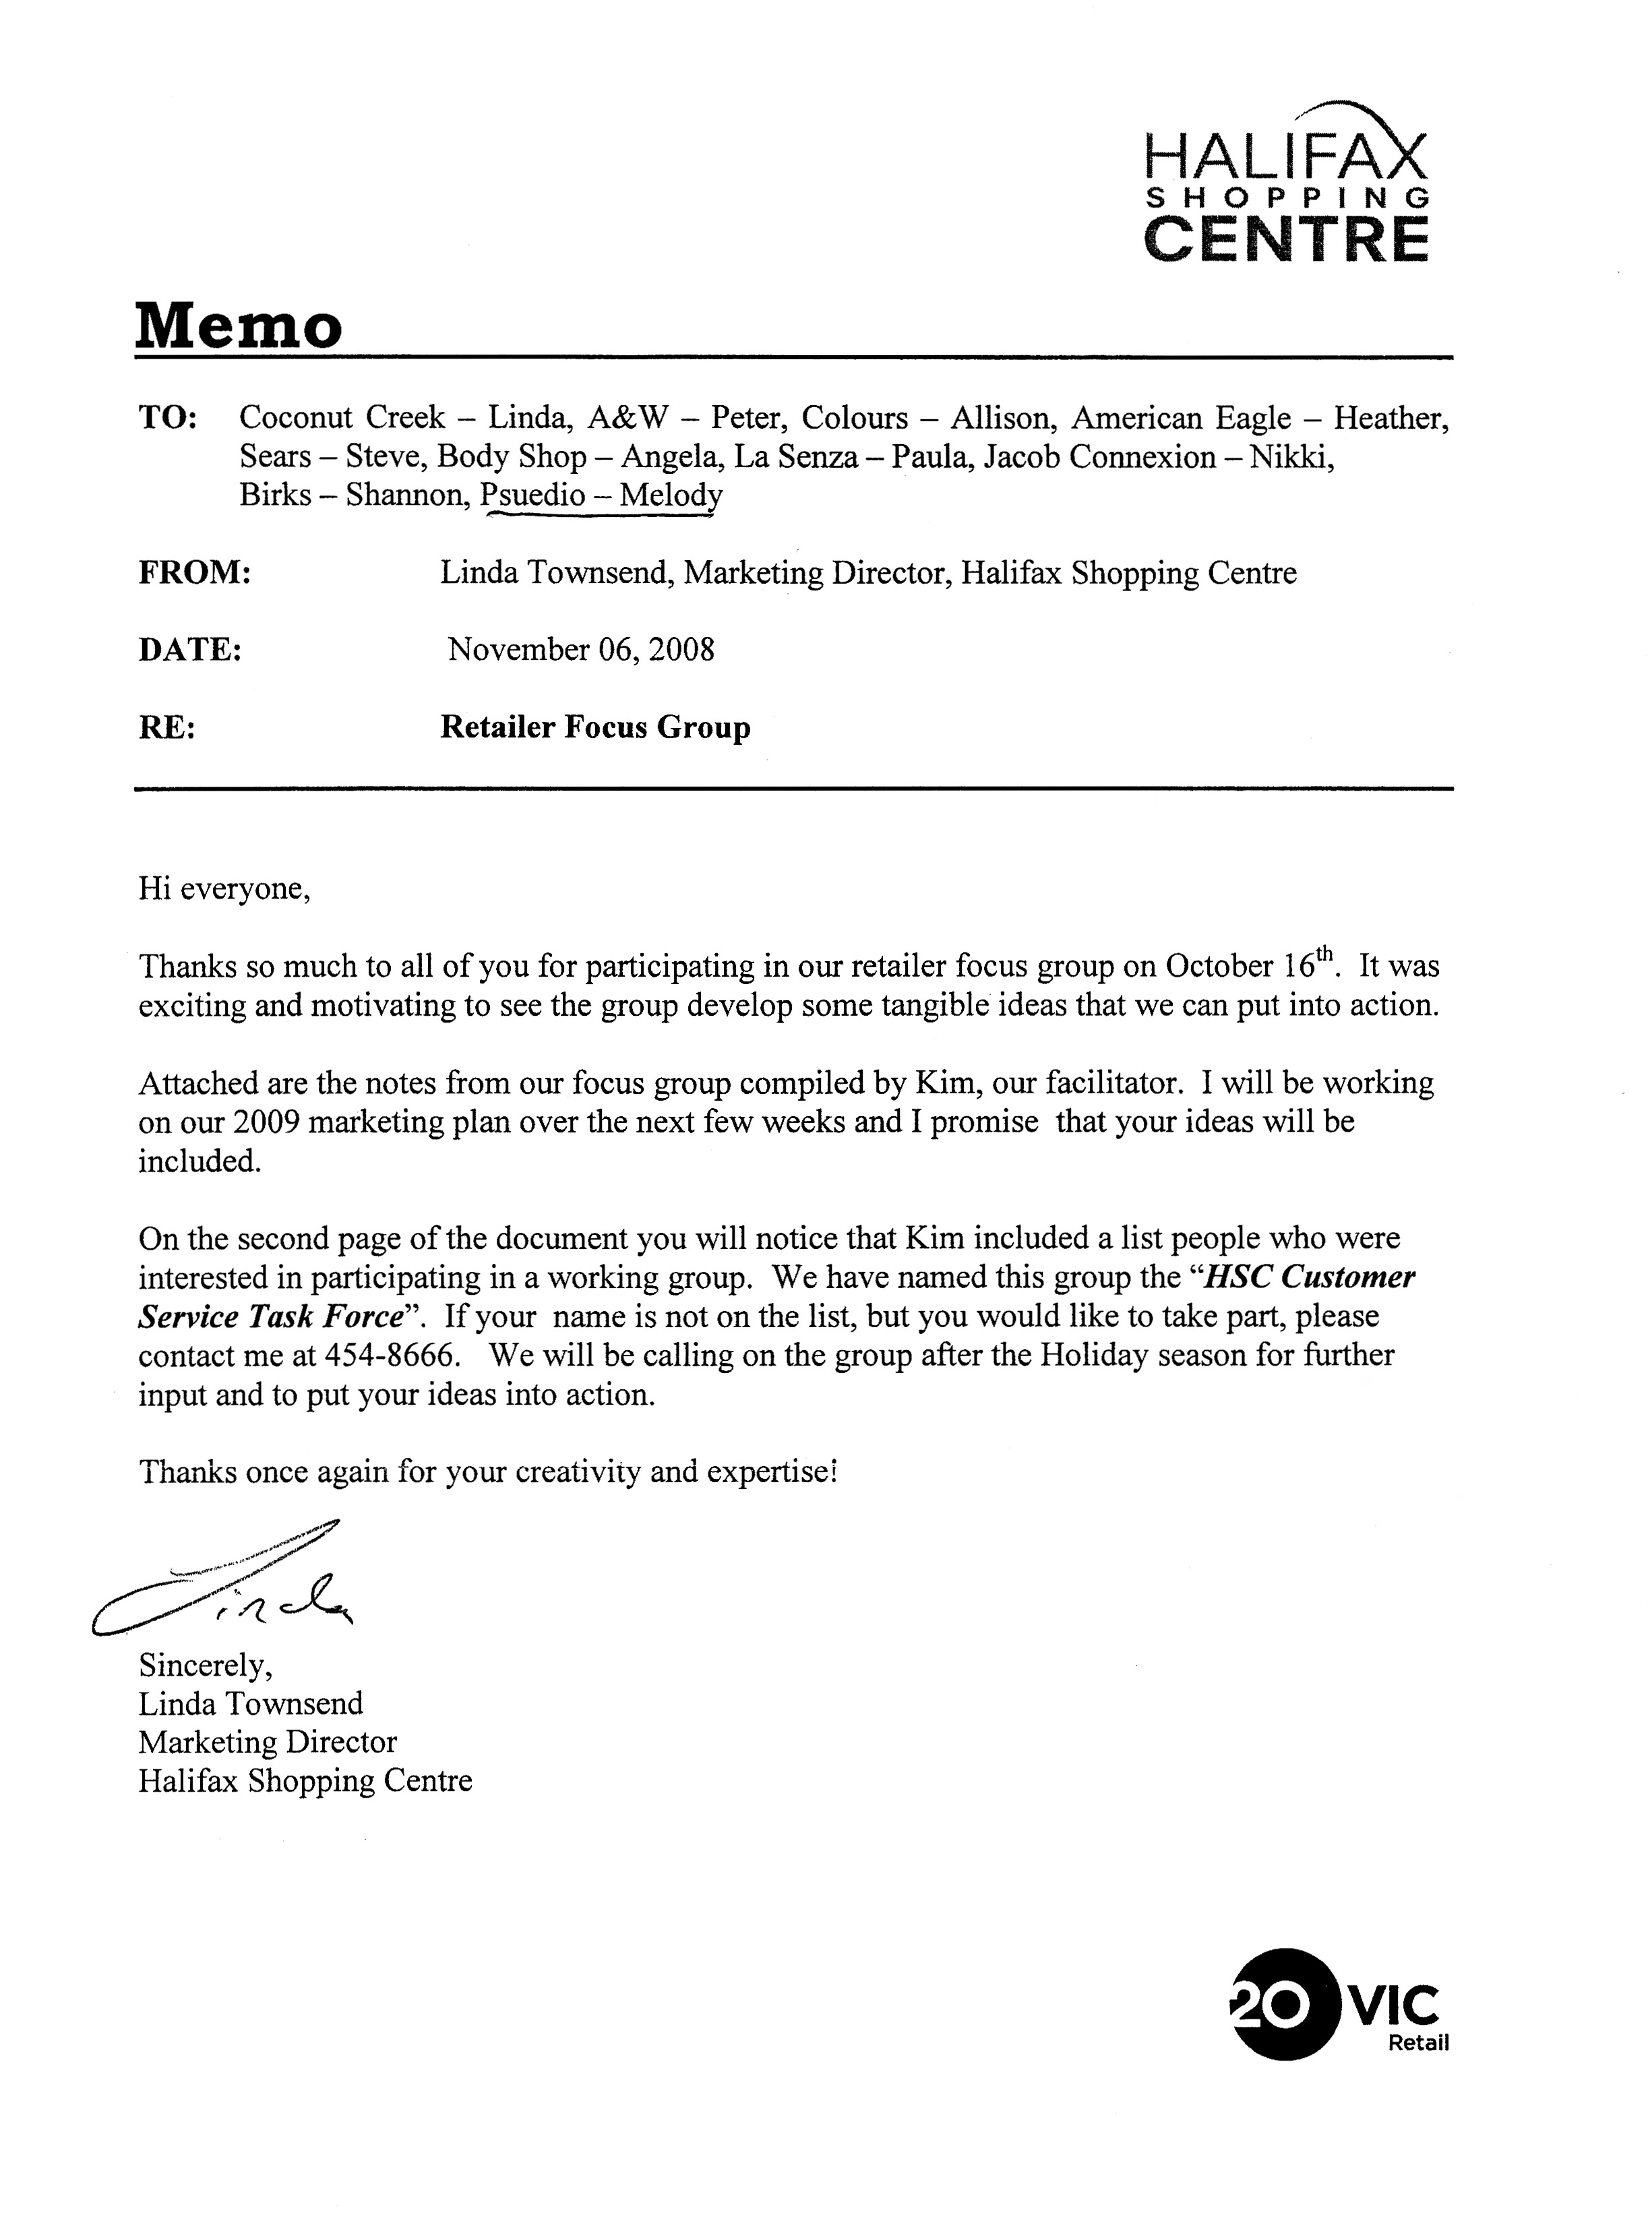 HALIFAX
SHOPPING
CENTRE
Memo
TO: Coconut Creek – Linda, A&W – Peter, Colours – Allison, American Eagle – Heather,
Sears – Steve, Body Shop – Angela, La Senza – Paula, Jacob Connexion – Nikki,
Birks – Shannon, Psuedio – Melody
FROM: Linda Townsend, Marketing Director, Halifax Shopping Centre
DATE: November 06, 2008
RE: Retailer Focus Group
Hi everyone,
Thanks so much to all of you for participating in our retailer focus group on October 16th. It was
exciting and motivating to see the group develop some tangible ideas that we can put into action.
Attached are the notes from our focus group compiled by Kim, our facilitator. I will be working
on our 2009 marketing plan over the next few weeks and I promise that your ideas will be
included.
On the second page of the document you will notice that Kim included a list people who were
interested in participating in a working group. We have named this group the “HSC Customer
Service Task Force”. If your name is not on the list, but you would like to take part, please
contact me at 454-8666. We will be calling on the group after the Holiday season for further
input and to put your ideas into action.
Thanks once again for your creativity and expertise!
Linda
Sincerely,
Linda Townsend
Marketing Director
Halifax Shopping Centre
20 VIC
Retail